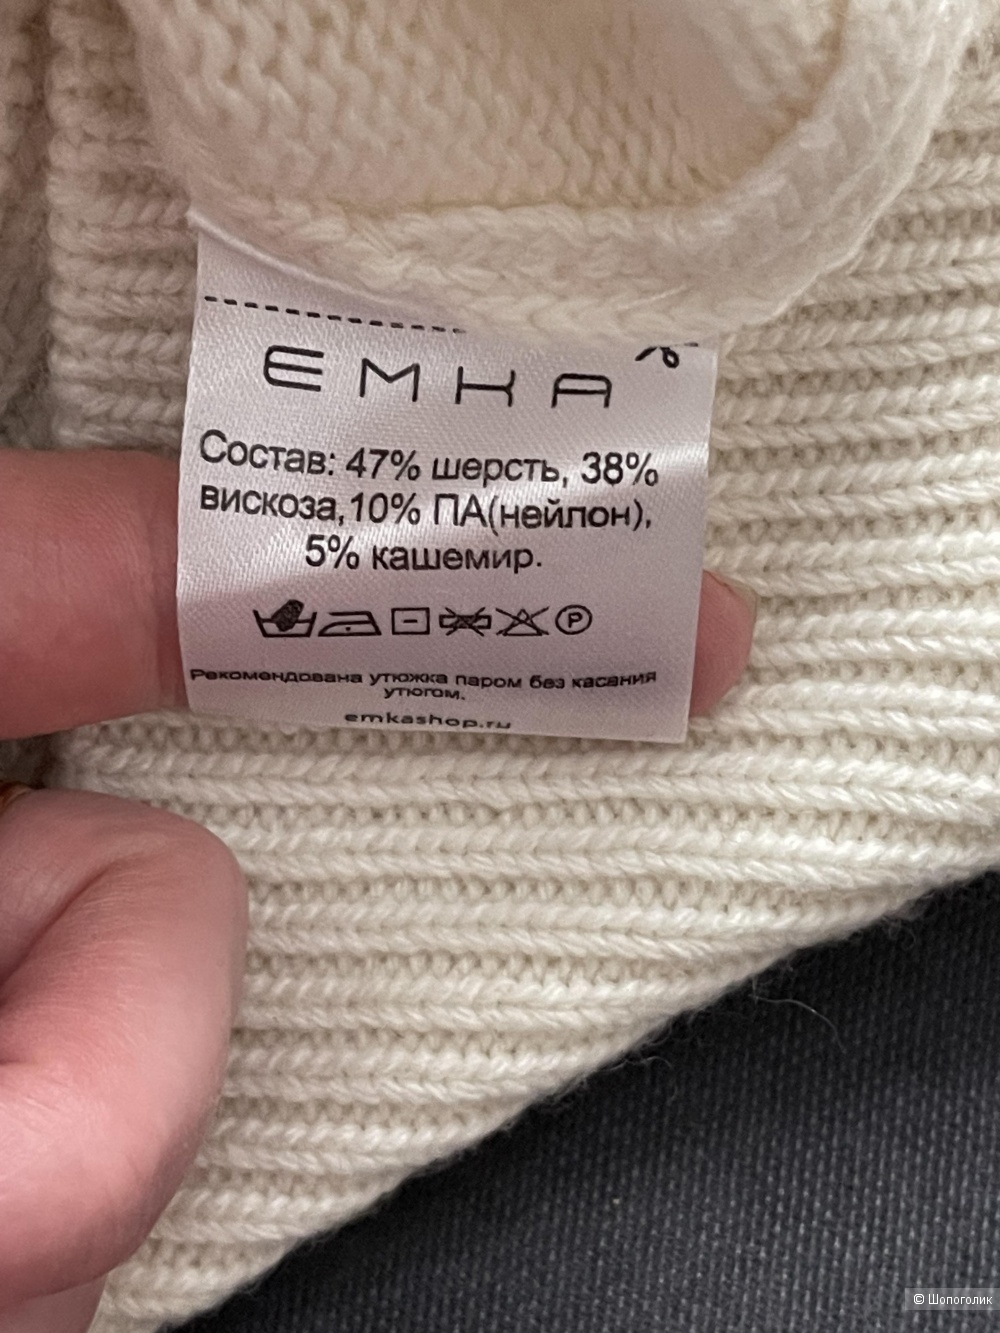 EMKA
Состав: 47% шерсть, 38%
вискоза,10% ПА(нейлон),
5% кашемир.
P
Рекомендована утюжка паром без касания
утюгом.
emkashop.ru
© Шопоголик